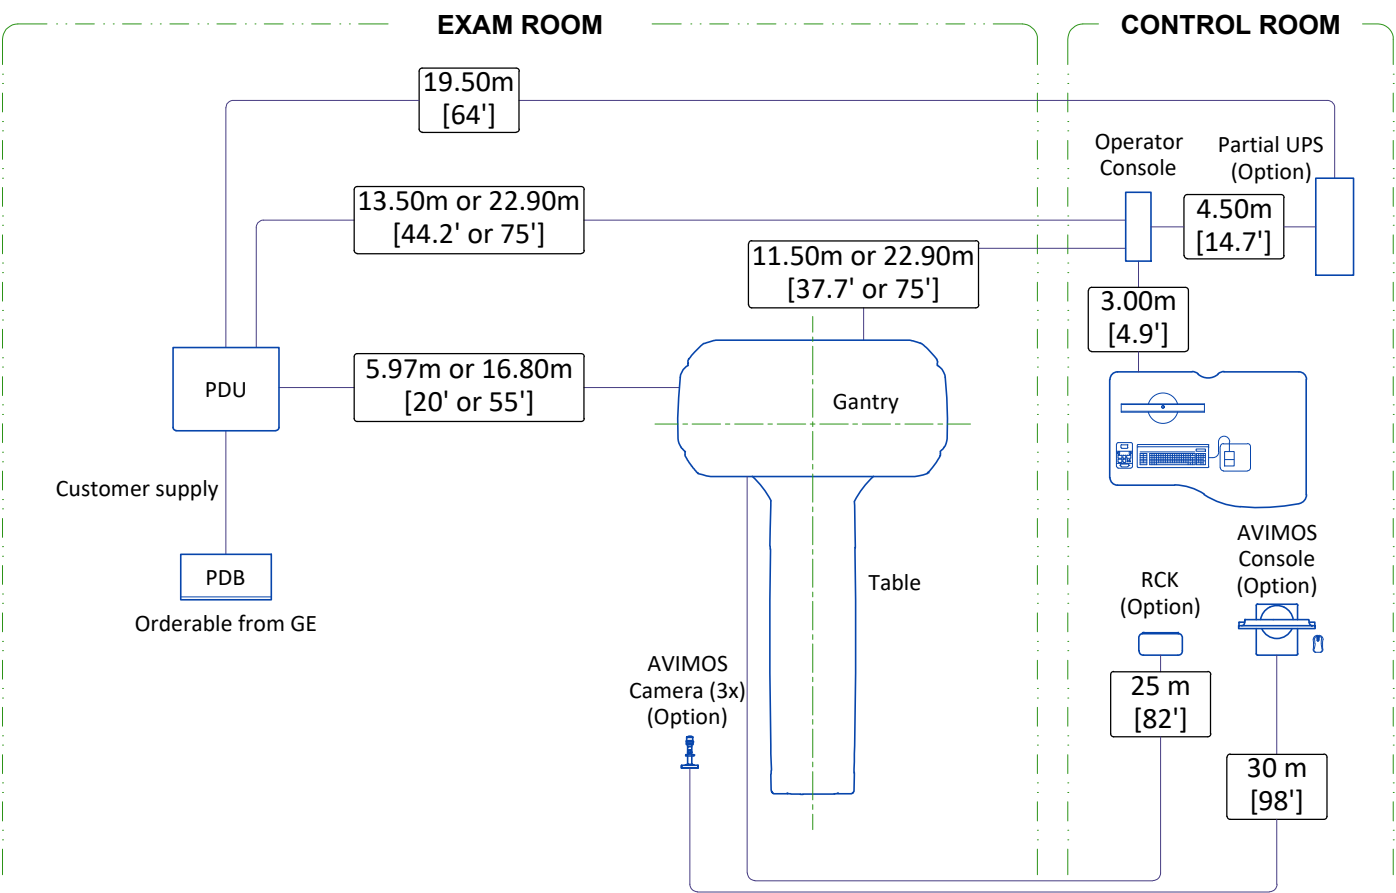 EXAM ROOM
CONTROL ROOM
19.50m
[64']
Operator
Console
Partial UPS
(Option)
13.50m or 22.90m
[44.2' or 75']
4.50m
[14.7']
11.50m or 22.90m
[37.7' or 75']
3.00m
[4.9']
PDU
5.97m or 16.80m
[20' or 55']
Gantry
Customer supply
PDB
Orderable from GE
Table
AVIMOS
Console
(Option)
RCK
(Option)
AVIMOS
Camera (3x)
(Option)
25 m
[82']
30 m
[98']